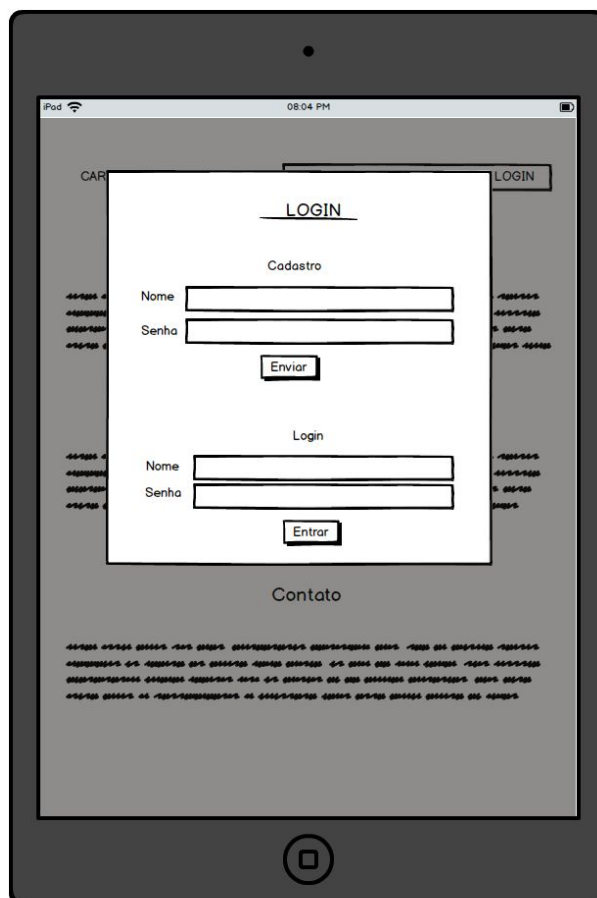 iPad 08:04 PM
CAR LOGIN
LOGIN
Cadastro
Nome
Senha
Enviar
Login
Nome
Senha
Entrar
Contato